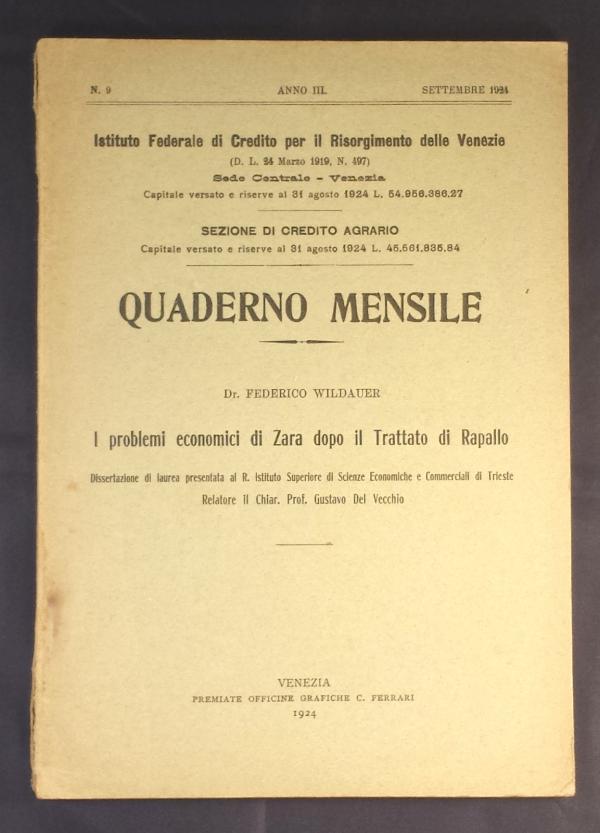 N. 9 ANNO III. SETTEMBRE 1924
Istituto Federale di Credito per il Risorgimento delle Venezie
(D. L. 24 Marzo 1919, N. 497)
Sede Centrale - Venezia
Capitale versato e riserve al 31 agosto 1924 L. 54.956.386.27
SEZIONE DI CREDITO AGRARIO
Capitale versato e riserve al 31 agosto 1924 L. 45.561.835.84
QUADERNO MENSILE
Dr. FEDERICO WILDAUER
I problemi economici di Zara dopo il Trattato di Rapallo
Dissertazione di laurea presentata al R. Istituto Superiore di Scienze Economiche e Commerciali di Trieste
Relatore il Chiar. Prof. Gustavo Del Vecchio
VENEZIA
PREMIATE OFFICINE GRAFICHE C. FERRARI
1924